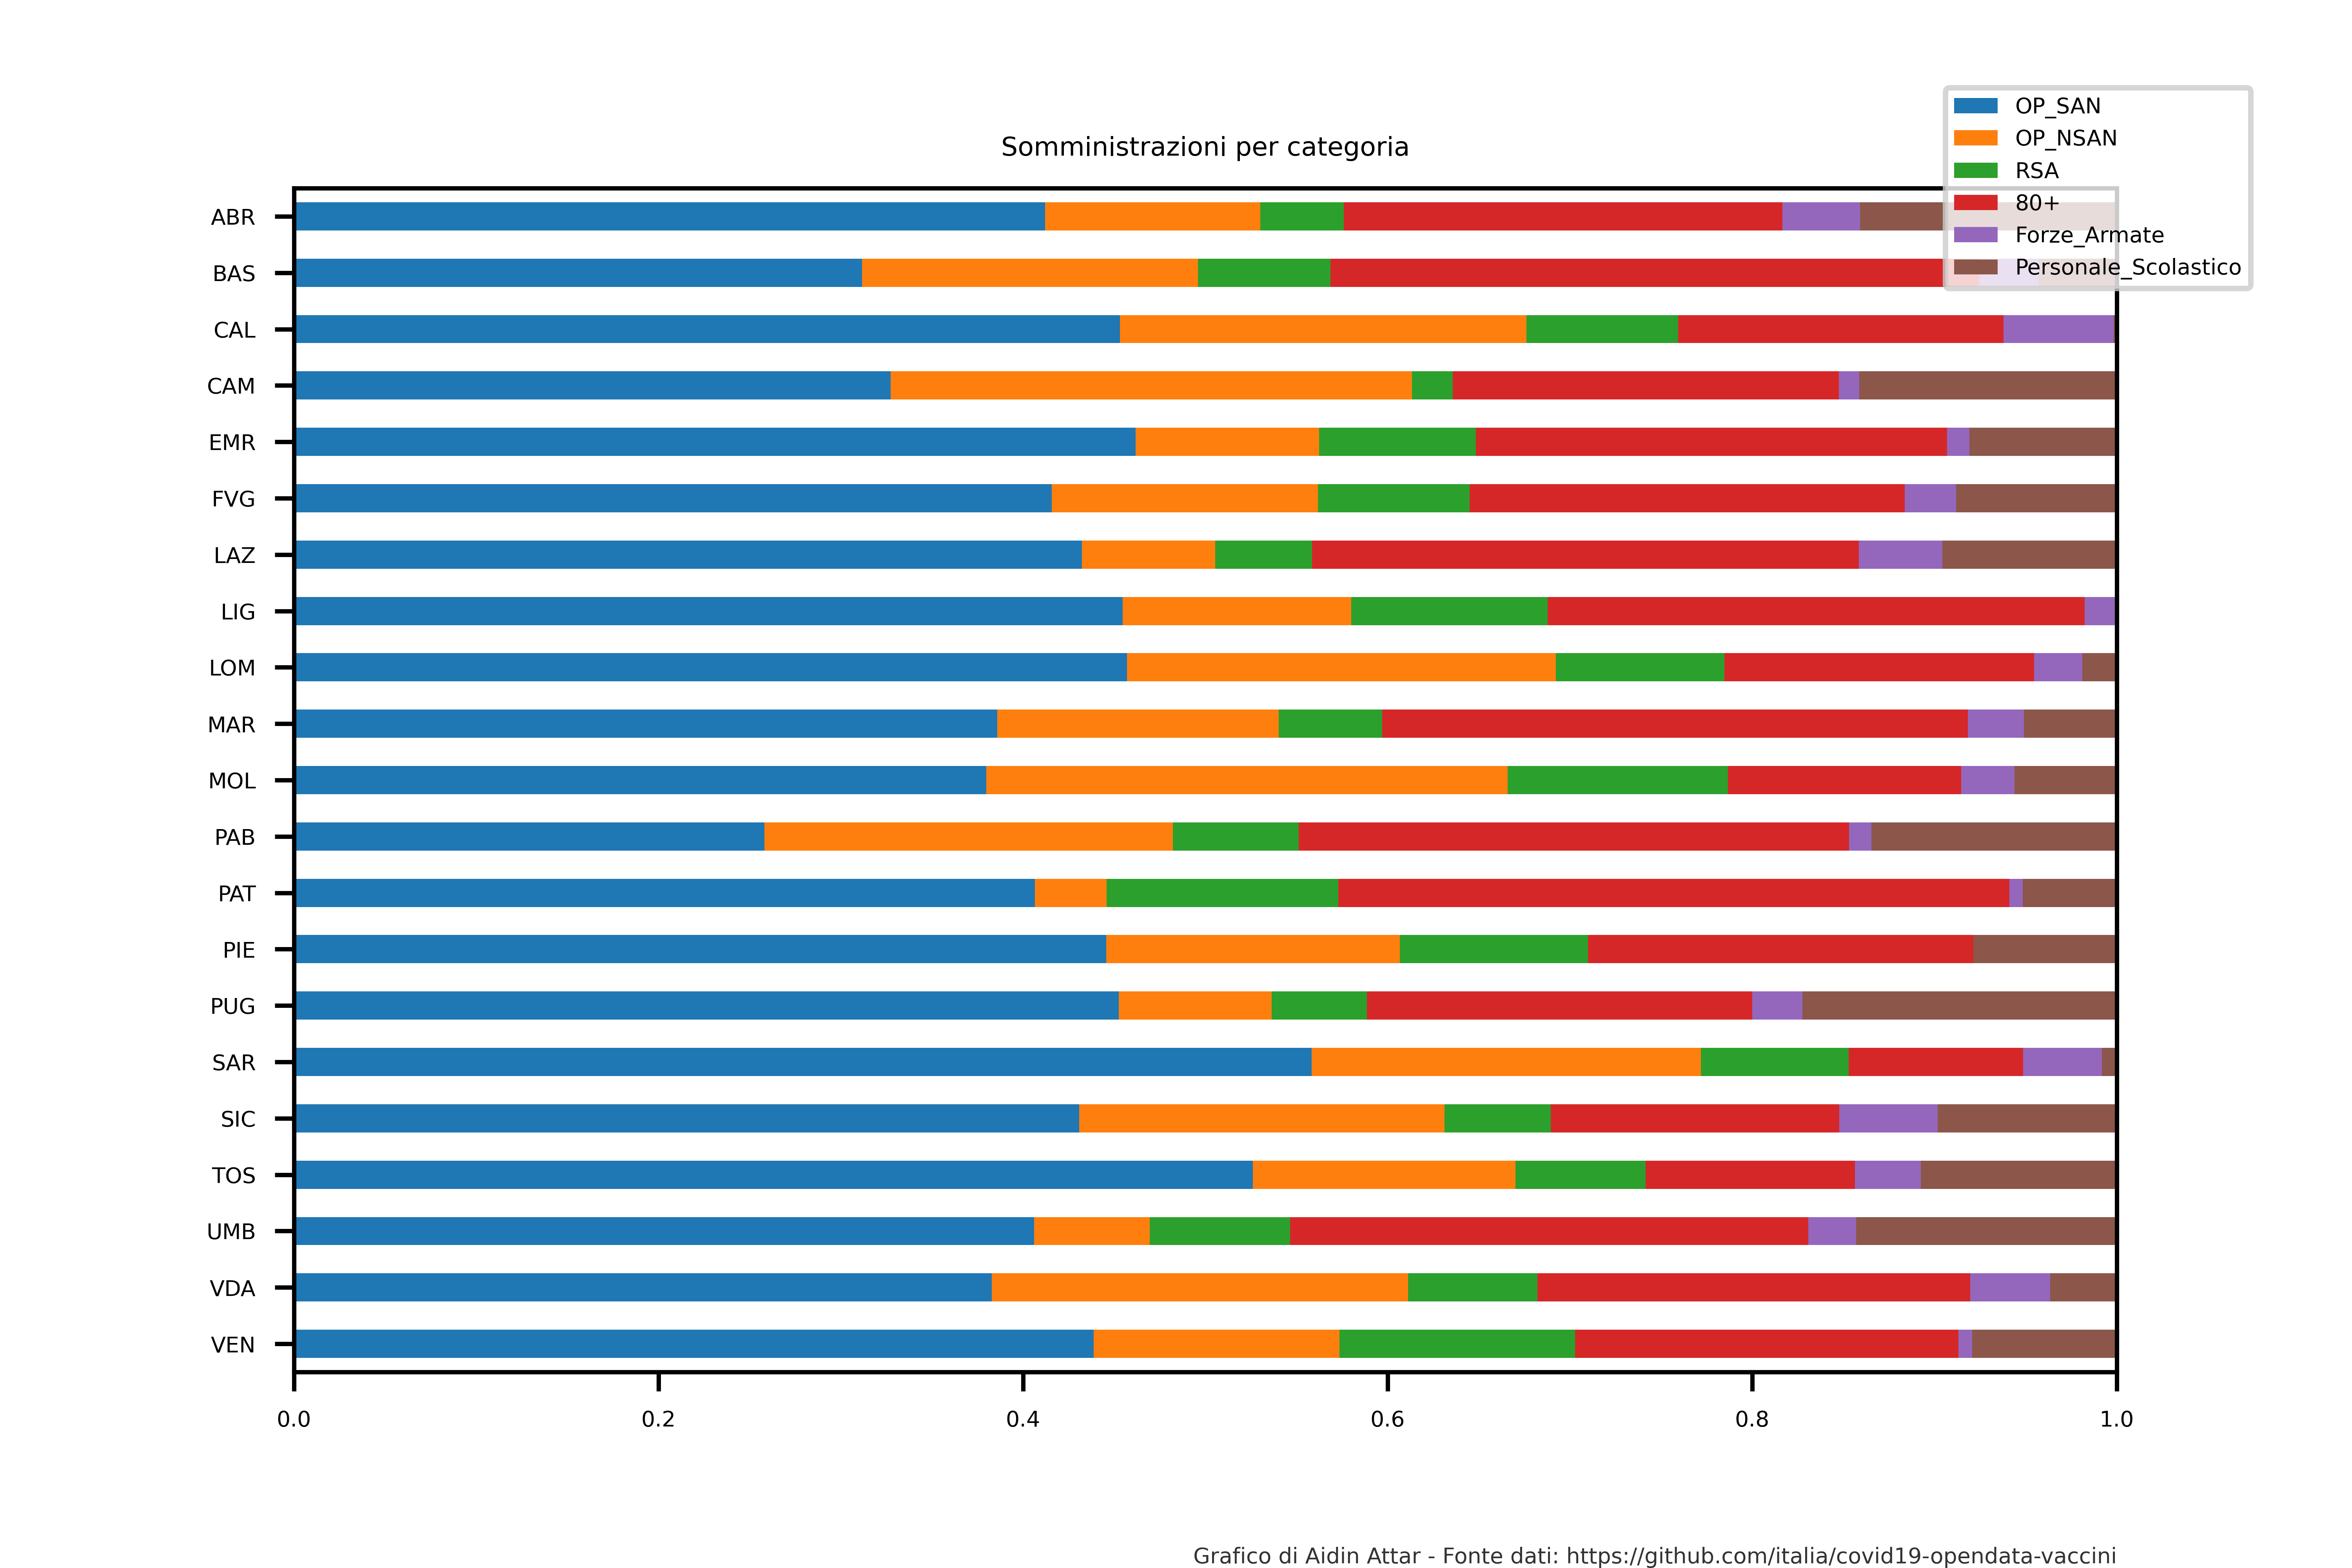 Somministrazioni per categoria
OP_SAN
OP_NSAN
RSA
80+
Forze_Armate
Personale_Scolastico
ABR
BAS
CAL
CAM
EMR
FVG
LAZ
LIG
LOM
MAR
MOL
PAB
PAT
PIE
PUG
SAR
SIC
TOS
UMB
VDA
VEN
0.0 0.2 0.4 0.6 0.8 1.0
Grafico di Aidin Attar - Fonte dati: https://github.com/italia/covid19-opendata-vaccini